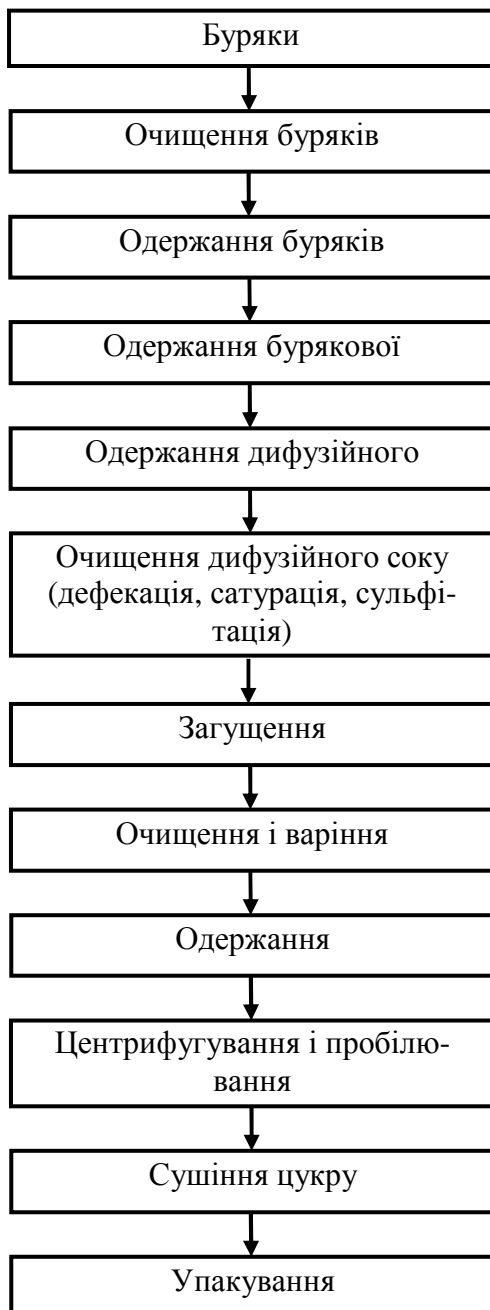 Буряки
Очищення буряків
Одержання буряків
Одержання бурякової
Одержання дифузійного
Очищення дифузійного соку
(дефекація, сатурація, сульфі-
тація)
Загущення
Очищення і варіння
Одержання
Центрифугування і пробілю-
вання
Сушіння цукру
Упакування